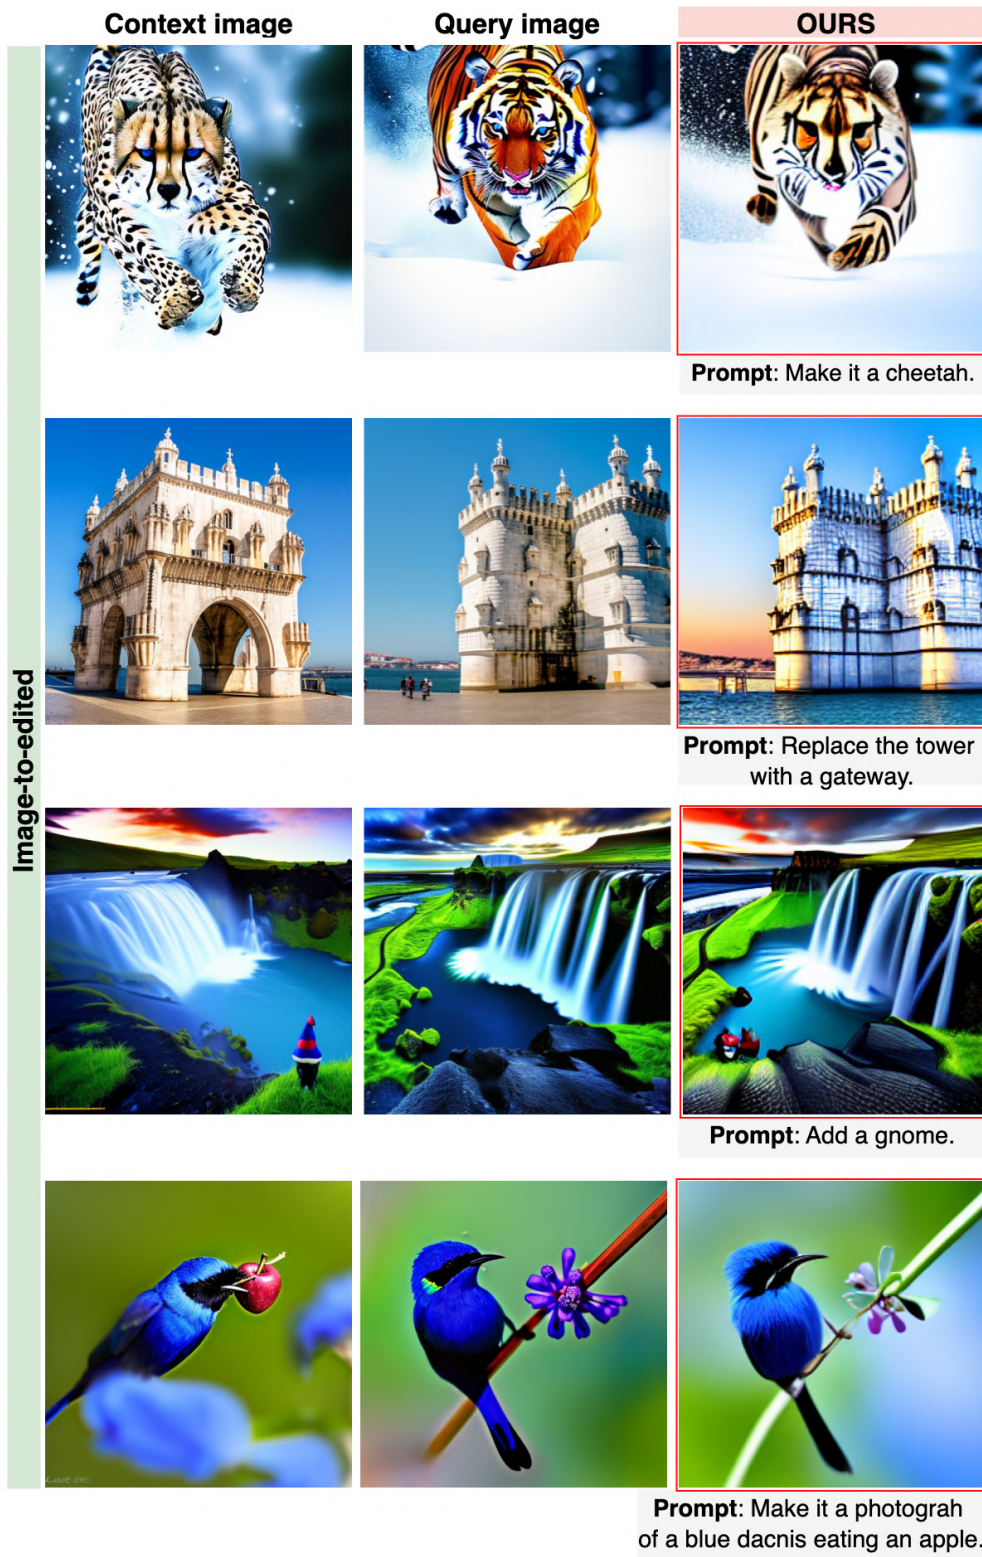 Context image
Query image
OURS
Image-to-edited
Prompt: Make it a cheetah.
Prompt: Replace the tower
with a gateway.
Prompt: Add a gnome.
Prompt: Make it a photograh
of a blue dacnis eating an apple.